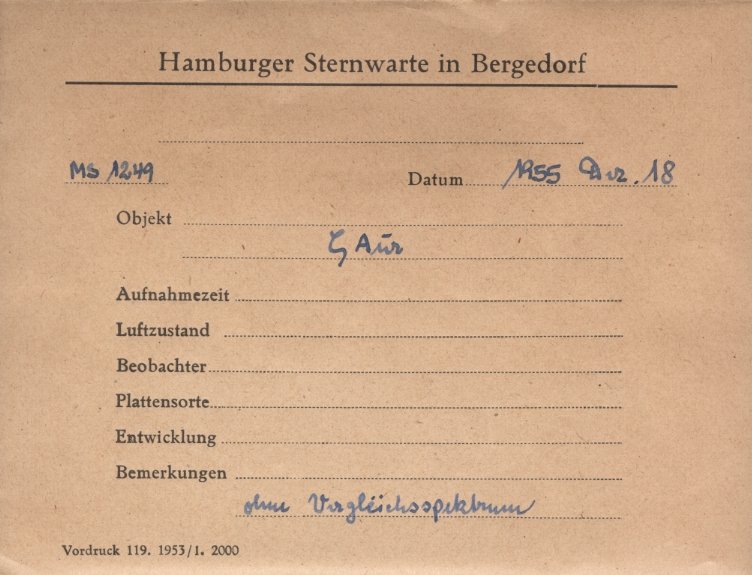 Hamburger Sternwarte in Bergedorf
MS 1249 Datum 1955 Dez. 18
Objekt
ζ Aur
Aufnahmezeit
Luftzustand
Beobachter
Plattensorte
Entwicklung
Bemerkungen
ohne Vergleichsspektrum
Vordruck 119. 1953/1. 2000